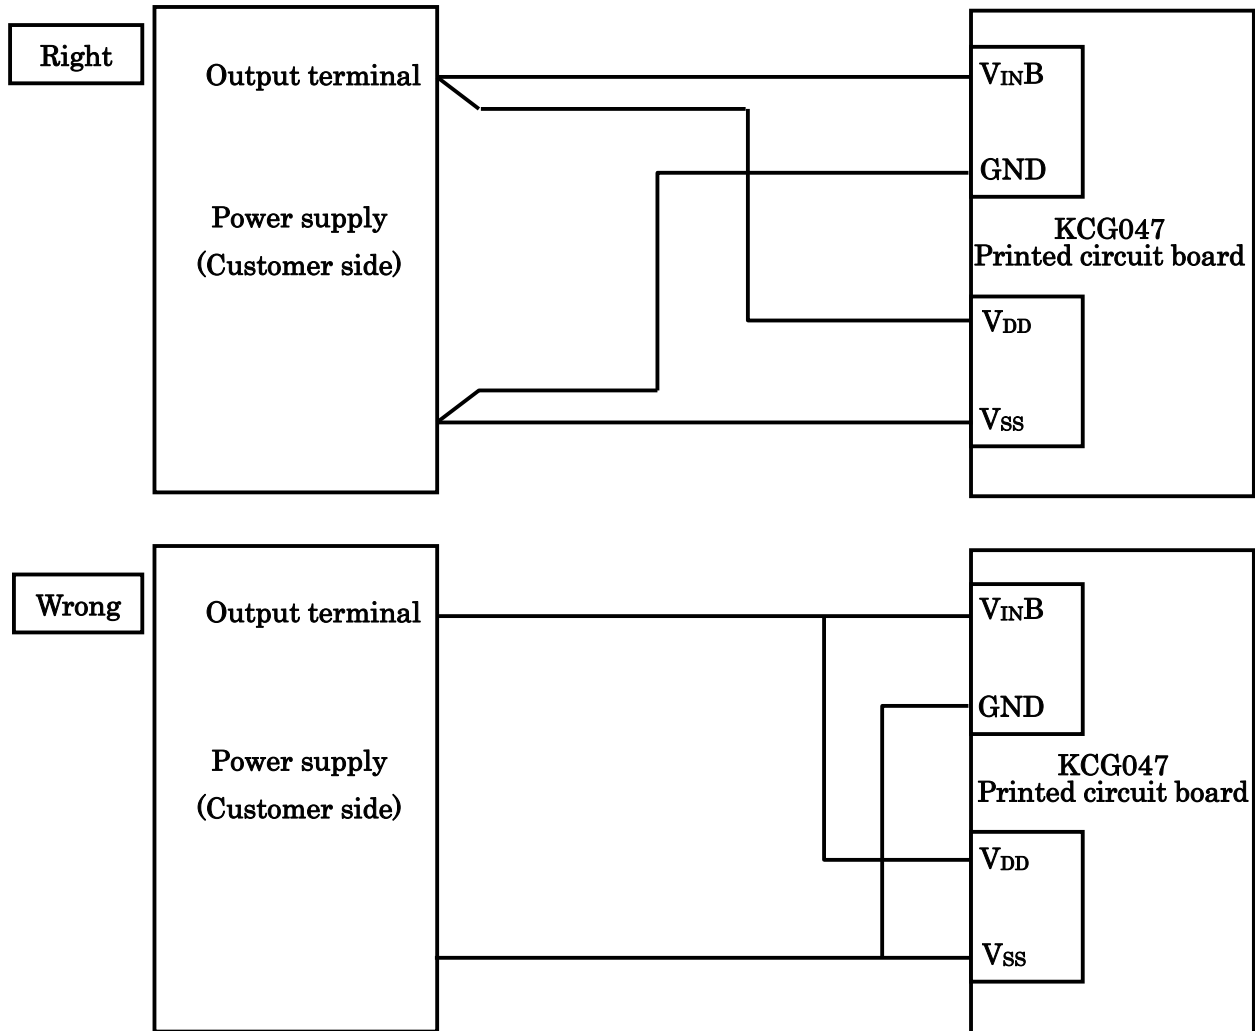 Right
Output terminal
Power supply
(Customer side)
VINB
GND
KCG047
Printed circuit board
VDD
VSS
Wrong
Output terminal
Power supply
(Customer side)
VINB
GND
KCG047
Printed circuit board
VDD
VSS